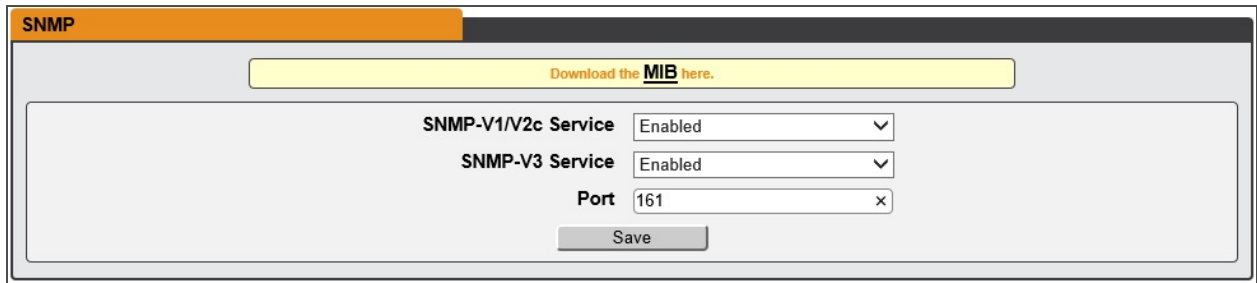 SNMP
Download the MIB here.
SNMP-V1/V2c Service Enabled
SNMP-V3 Service Enabled
Port 161 ×
Save